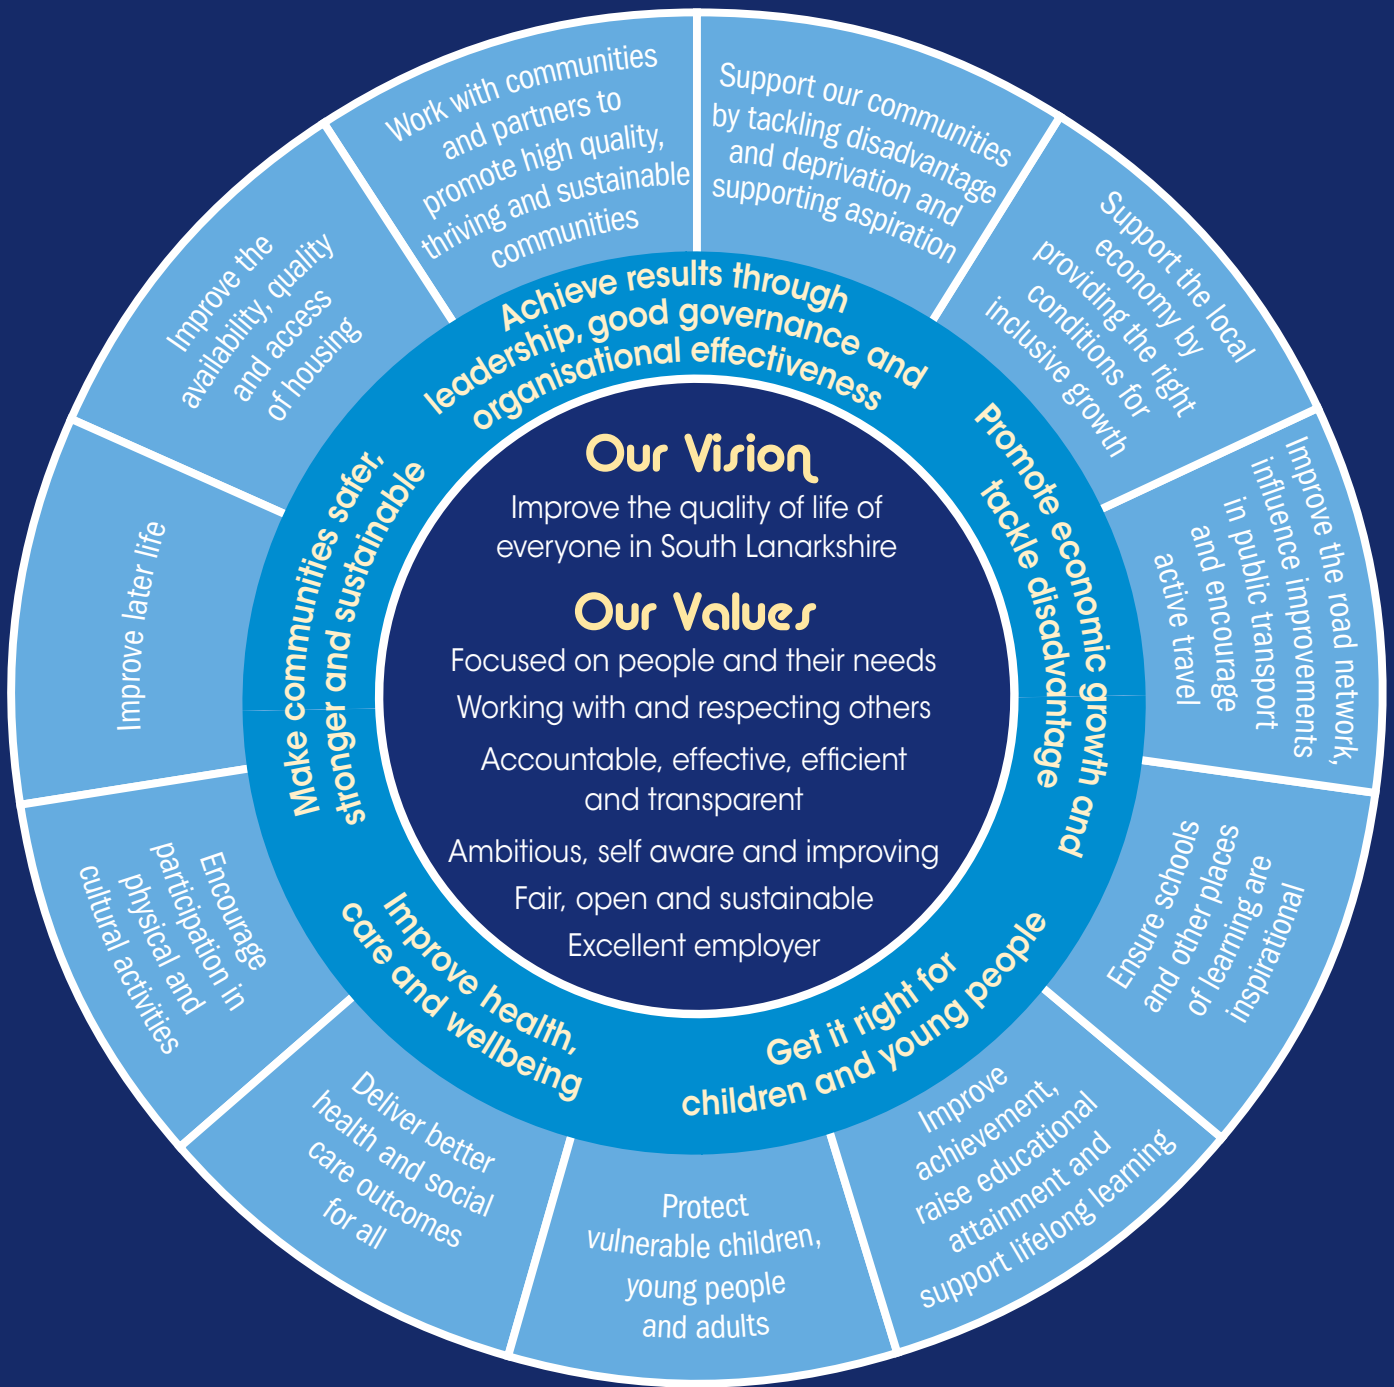 Our Vision
Improve the quality of life of
everyone in South Lanarkshire
Our Values
Focused on people and their needs
Working with and respecting others
Accountable, effective, efficient
and transparent
Ambitious, self aware and improving
Fair, open and sustainable
Excellent employer
Achieve results through
leadership, good governance and
organisational effectiveness
Promote economic growth and
tackle disadvantage
Get it right for
children and young people
Improve health,
care and wellbeing
Make communities safer,
stronger and sustainable
Support our communities
by tackling disadvantage
and deprivation and
supporting aspiration
Support the local
economy by
providing the right
conditions for
inclusive growth
Improve the road network,
influence improvements
in public transport
and encourage
active travel
Ensure schools
and other places
of learning are
inspirational
Improve
achievement,
raise educational
attainment and
support lifelong learning
Protect
vulnerable children,
young people
and adults
Deliver better
health and social
care outcomes
for all
Encourage
participation in
physical and
cultural activities
Improve later life
Improve the
availability, quality
and access
of housing
Work with communities
and partners to
promote high quality,
thriving and sustainable
communities